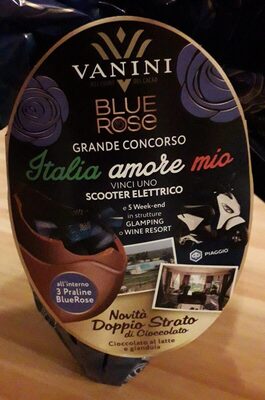 VANINI
BLUE
ROSE
GRANDE CONCORSO
Italia amore mio
VINCI UNO
SCOOTER ELETTRICO
o 5 Week-end
in strutture
GLAMPING
o WINE RESORT
PIAGGIO
all'interno
3 Praline
BlueRose
Novità
Doppio Strato
di Cioccolato
Cioccolato al latte
e gianduia